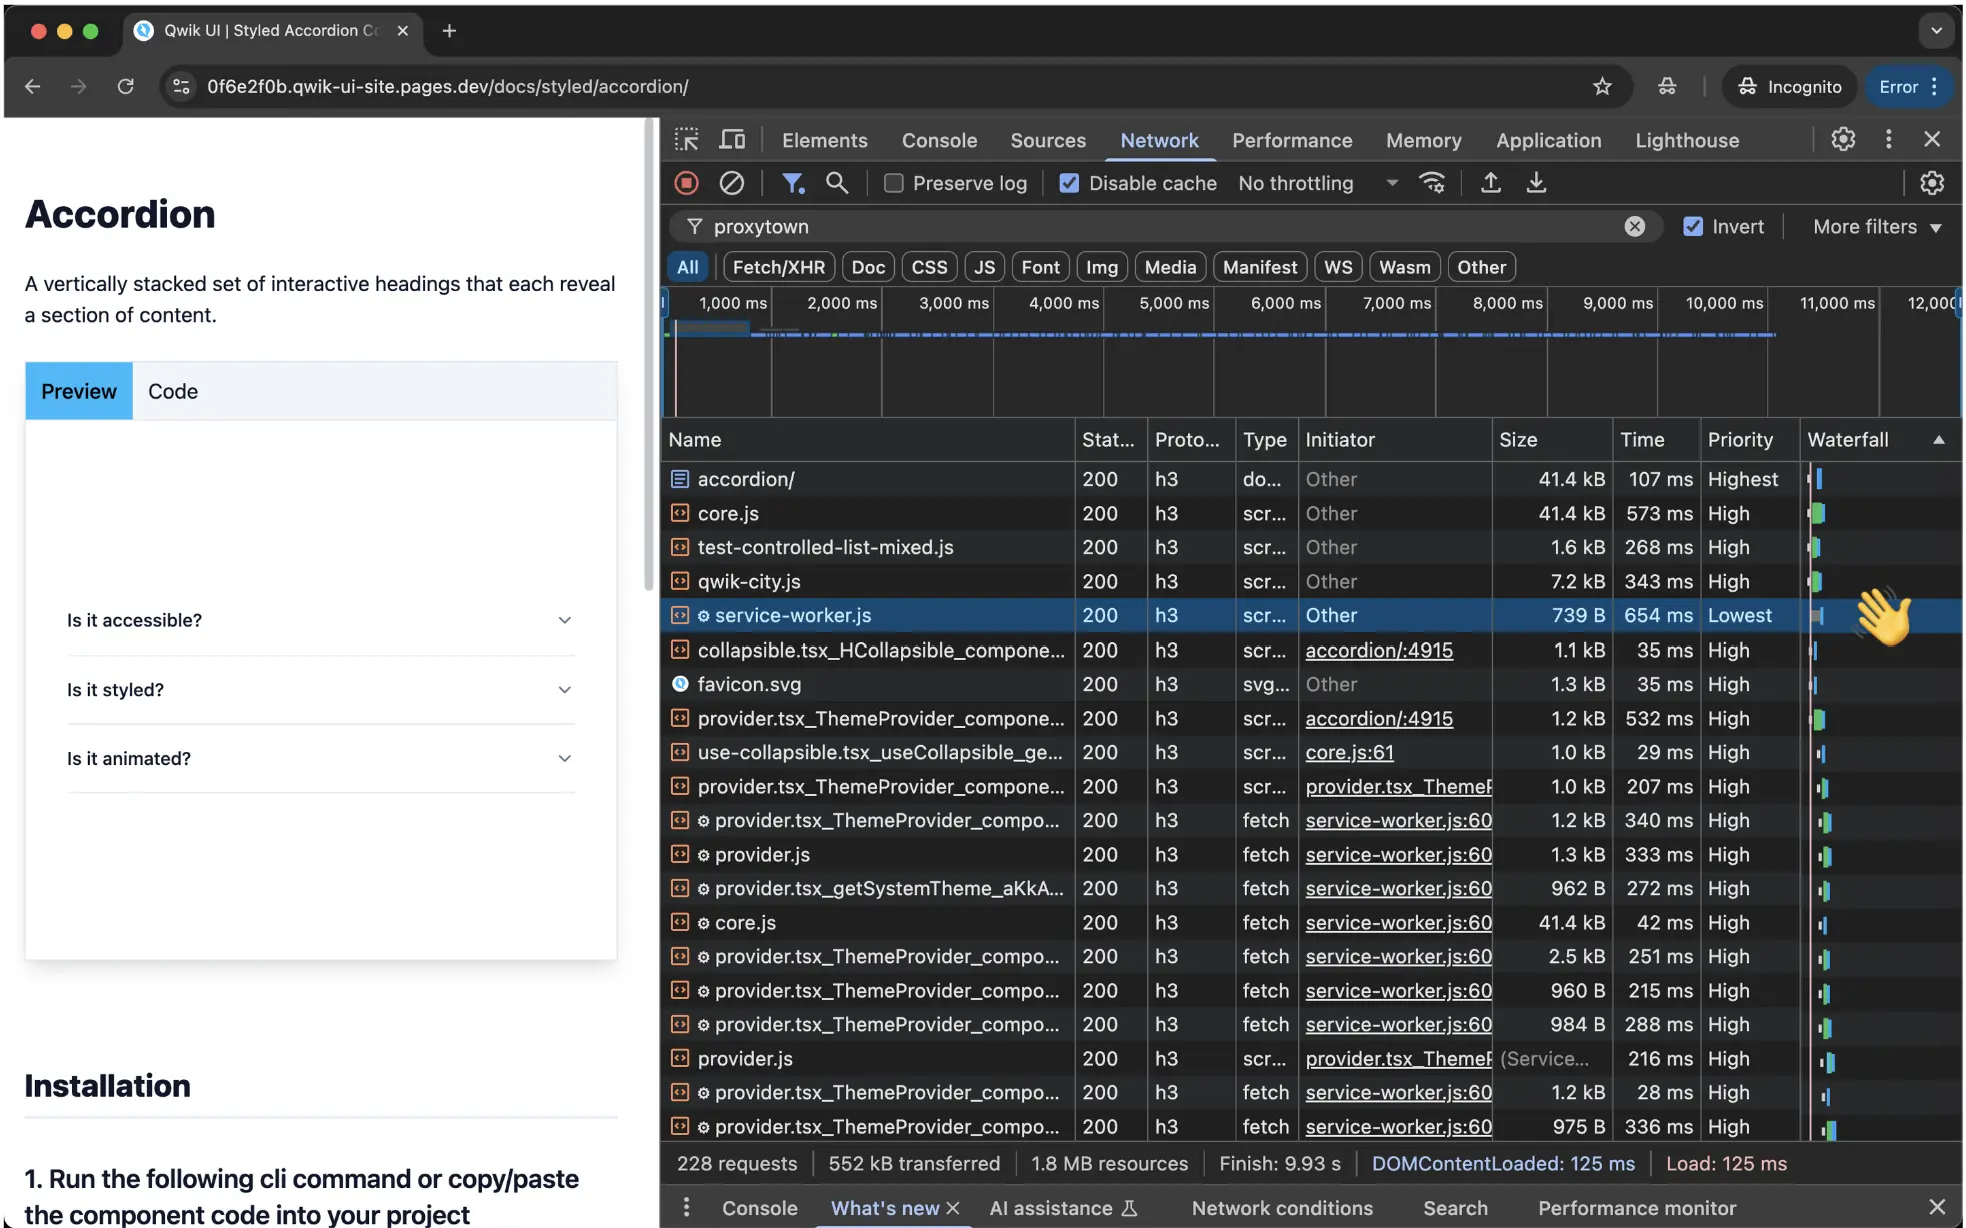 Qwik UI | Styled Accordion Co
0f6e2f0b.qwik-ui-site.pages.dev/docs/styled/accordion/
Incognito
Error
Accordion
A vertically stacked set of interactive headings that each reveal
a section of content.
Preview Code
Is it accessible?
Is it styled?
Is it animated?
Installation
1. Run the following cli command or copy/paste
the component code into your project
Elements Console Sources Network Performance Memory Application Lighthouse
Preserve log Disable cache No throttling
proxytown Invert More filters
All Fetch/XHR Doc CSS JS Font Img Media Manifest WS Wasm Other
1,000 ms 2,000 ms 3,000 ms 4,000 ms 5,000 ms 6,000 ms 7,000 ms 8,000 ms 9,000 ms 10,000 ms 11,000 ms 12,000
Name Stat... Proto... Type Initiator Size Time Priority Waterfall
accordion/ 200 h3 do... Other 41.4 kB 107 ms Highest
core.js 200 h3 scr... Other 41.4 kB 573 ms High
test-controlled-list-mixed.js 200 h3 scr... Other 1.6 kB 268 ms High
qwik-city.js 200 h3 scr... Other 7.2 kB 343 ms High
service-worker.js 200 h3 scr... Other 739 B 654 ms Lowest
collapsible.tsx_HCollapsible_compone... 200 h3 scr... accordion/:4915 1.1 kB 35 ms High
favicon.svg 200 h3 svg... Other 1.3 kB 35 ms High
provider.tsx_ThemeProvider_compone... 200 h3 scr... accordion/:4915 1.2 kB 532 ms High
use-collapsible.tsx_useCollapsible_ge... 200 h3 scr... core.js:61 1.0 kB 29 ms High
provider.tsx_ThemeProvider_compone... 200 h3 scr... provider.tsx_ThemeP 1.0 kB 207 ms High
provider.tsx_ThemeProvider_compo... 200 h3 fetch service-worker.js:60 1.2 kB 340 ms High
provider.js 200 h3 fetch service-worker.js:60 1.3 kB 333 ms High
provider.tsx_getSystemTheme_aKkA... 200 h3 fetch service-worker.js:60 962 B 272 ms High
core.js 200 h3 fetch service-worker.js:60 41.4 kB 42 ms High
provider.tsx_ThemeProvider_compo... 200 h3 fetch service-worker.js:60 2.5 kB 251 ms High
provider.tsx_ThemeProvider_compo... 200 h3 fetch service-worker.js:60 960 B 215 ms High
provider.tsx_ThemeProvider_compo... 200 h3 fetch service-worker.js:60 984 B 288 ms High
provider.js 200 h3 scr... provider.tsx_ThemeP (Service... 216 ms High
provider.tsx_ThemeProvider_compo... 200 h3 fetch service-worker.js:60 1.2 kB 28 ms High
provider.tsx_ThemeProvider_compo... 200 h3 fetch service-worker.js:60 975 B 336 ms High
228 requests 552 kB transferred 1.8 MB resources Finish: 9.93 s DOMContentLoaded: 125 ms Load: 125 ms
Console What's new AI assistance Network conditions Search Performance monitor